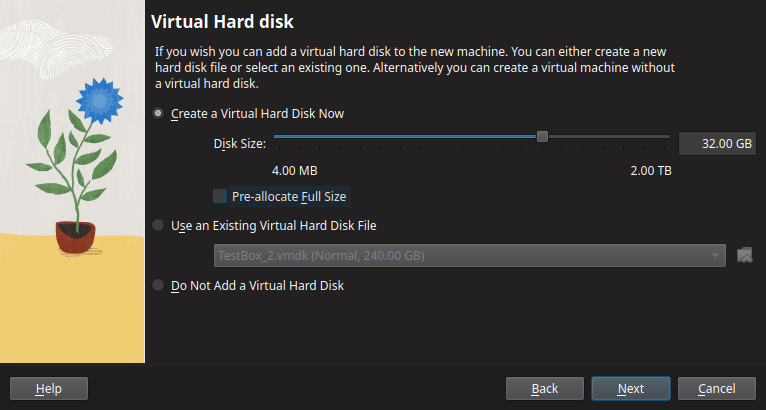 Virtual Hard disk
If you wish you can add a virtual hard disk to the new machine. You can either create a new
hard disk file or select an existing one. Alternatively you can create a virtual machine without
a virtual hard disk.
Create a Virtual Hard Disk Now
Disk Size: 32.00 GB
4.00 MB 2.00 TB
Pre-allocate Full Size
Use an Existing Virtual Hard Disk File
TestBox_2.vmdk (Normal, 240.00 GB)
Do Not Add a Virtual Hard Disk
Help Back Next Cancel